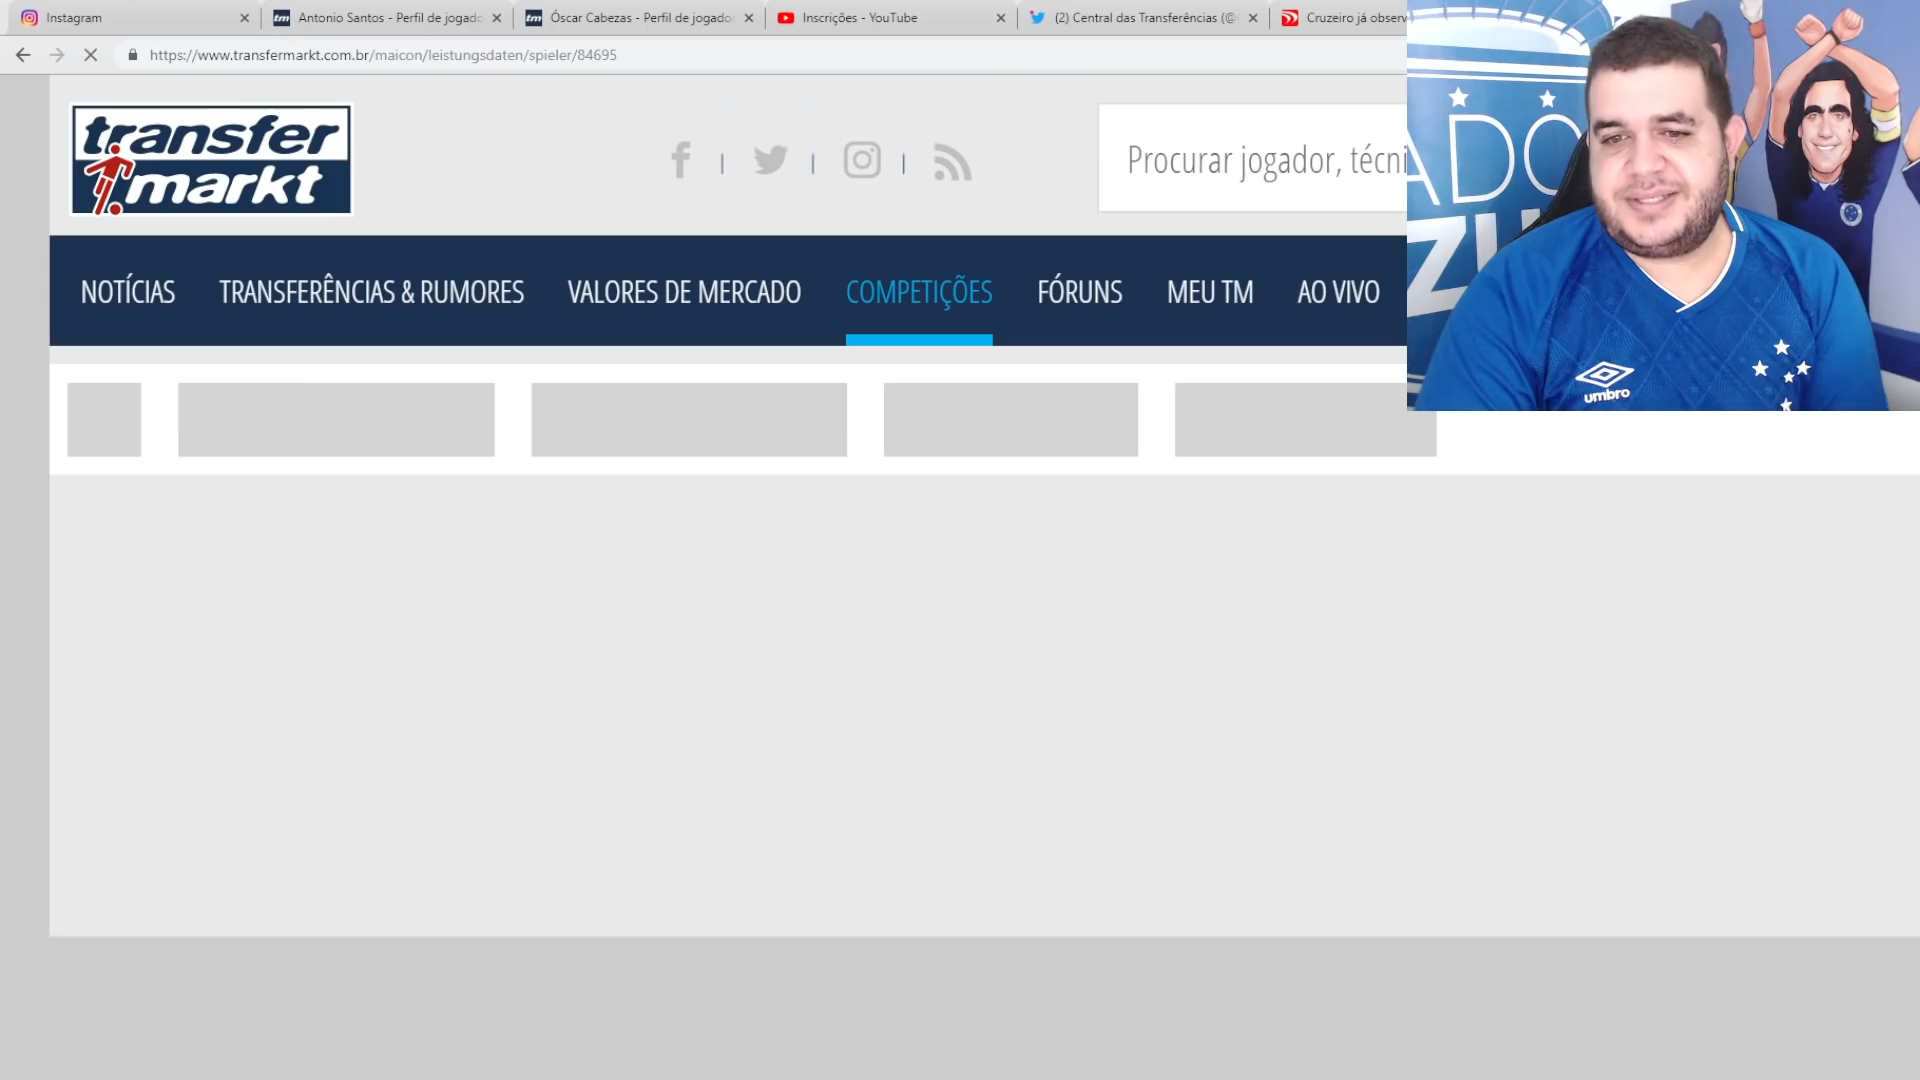 Instagram
Antonio Santos - Perfil de jogado
Óscar Cabezas - Perfil de jogador
Inscrições - YouTube
(2) Central das Transferências (@
Cruzeiro já observ
https://www.transfermarkt.com.br/maicon/leistungsdaten/spieler/84695
transfer
markt
Procurar jogador, técni
NOTÍCIAS TRANSFERÊNCIAS & RUMORES VALORES DE MERCADO COMPETIÇÕES FÓRUNS MEU TM AO VIVO
ADO
ZU
umbro